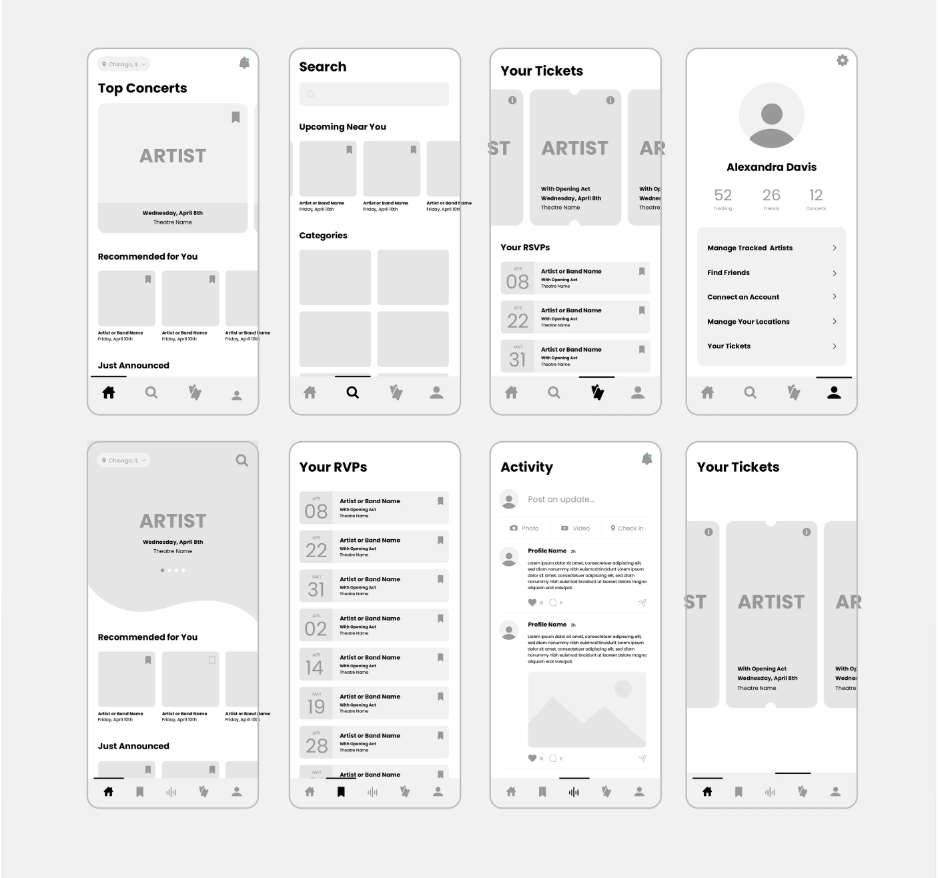 Chicago, IL
Top Concerts
ARTIST
Wednesday, April 8th
Theatre Name
Recommended for You
Artist or Band Name
Friday, April 10th
Artist or Band Name
Friday, April 10th
Artist or Band Name
Friday, April 10th
Just Announced
Search
Upcoming Near You
Artist or Band Name
Friday, April 10th
Artist or Band Name
Friday, April 10th
Artist or Band Name
Friday, April 10th
Categories
Your Tickets
ST
ARTIST
AR
With Opening Act
Wednesday, April 8th
Theatre Name
With Op
Wednes
Theatre N
Your RSVPs
APR
08
Artist or Band Name
With Opening Act
Theatre Name
APR
22
Artist or Band Name
With Opening Act
Theatre Name
MAY
31
Artist or Band Name
With Opening Act
Theatre Name
Alexandra Davis
52
Tracking
26
Friends
12
Concerts
Manage Tracked Artists
Find Friends
Connect an Account
Manage Your Locations
Your Tickets
Chicago, IL
ARTIST
Wednesday, April 8th
Theatre Name
Recommended for You
Artist or Band Name
Friday, April 10th
Artist or Band Name
Friday, April 10th
Artist or Band Name
Friday, April 10th
Just Announced
Your RVPs
APR
08
Artist or Band Name
With Opening Act
Theatre Name
APR
22
Artist or Band Name
With Opening Act
Theatre Name
MAY
31
Artist or Band Name
With Opening Act
Theatre Name
APR
02
Artist or Band Name
With Opening Act
Theatre Name
APR
14
Artist or Band Name
With Opening Act
Theatre Name
MAY
19
Artist or Band Name
With Opening Act
Theatre Name
APR
28
Artist or Band Name
With Opening Act
Theatre Name
Artist or Band Name
Activity
Post an update...
Photo
Video
Check In
Profile Name 2h
Lorem ipsum dolor sit amet, consectetuer adipiscing elit,
sed diam nonummy nibh euismod tincidunt Lorem ipsum
dolor sit amet, consectetuer adipiscing elit,
sed diam nonummy nibh euismod tincidunt ut laoreet dolore magna
aliquam erat volutpat.
Profile Name 2h
Lorem ipsum dolor sit amet, consectetuer adipiscing elit,
sed diam nonummy nibh euismod tincidunt Lorem ipsum
dolor sit amet, consectetuer adipiscing elit,
sed diam nonummy nibh euismod tincidunt ut laoreet dolore magna
aliquam erat volutpat
Your Tickets
ST
ARTIST
AR
With Opening Act
Wednesday, April 8th
Theatre Name
With Op
Wednes
Theatre N